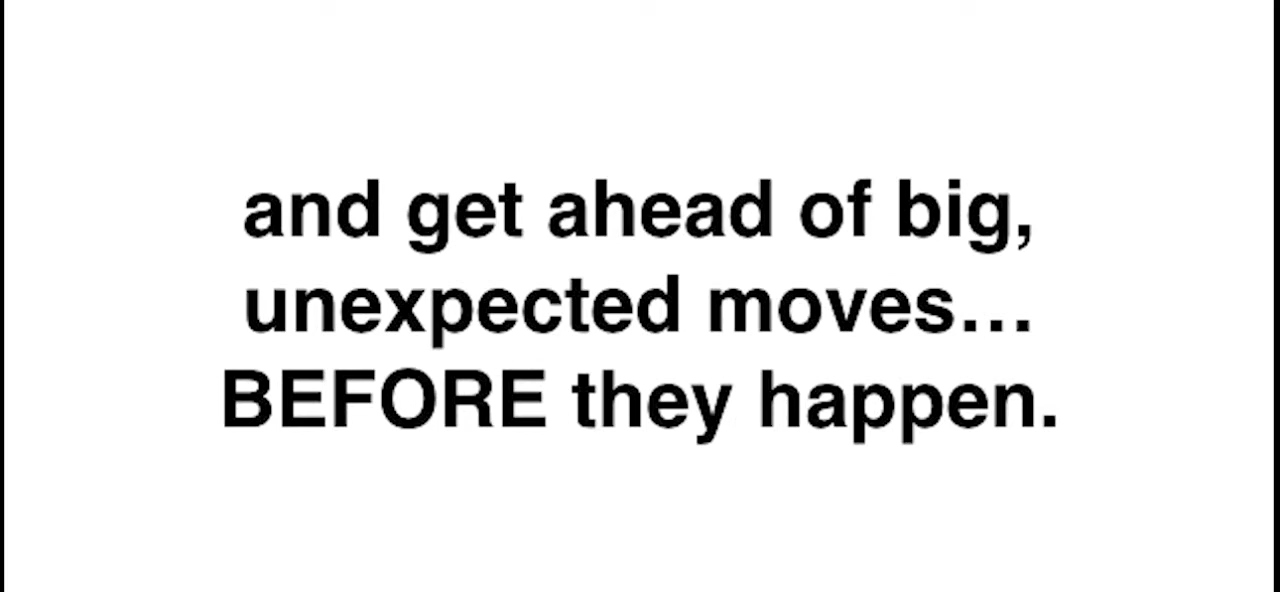 and get ahead of big,
unexpected moves…
BEFORE they happen.